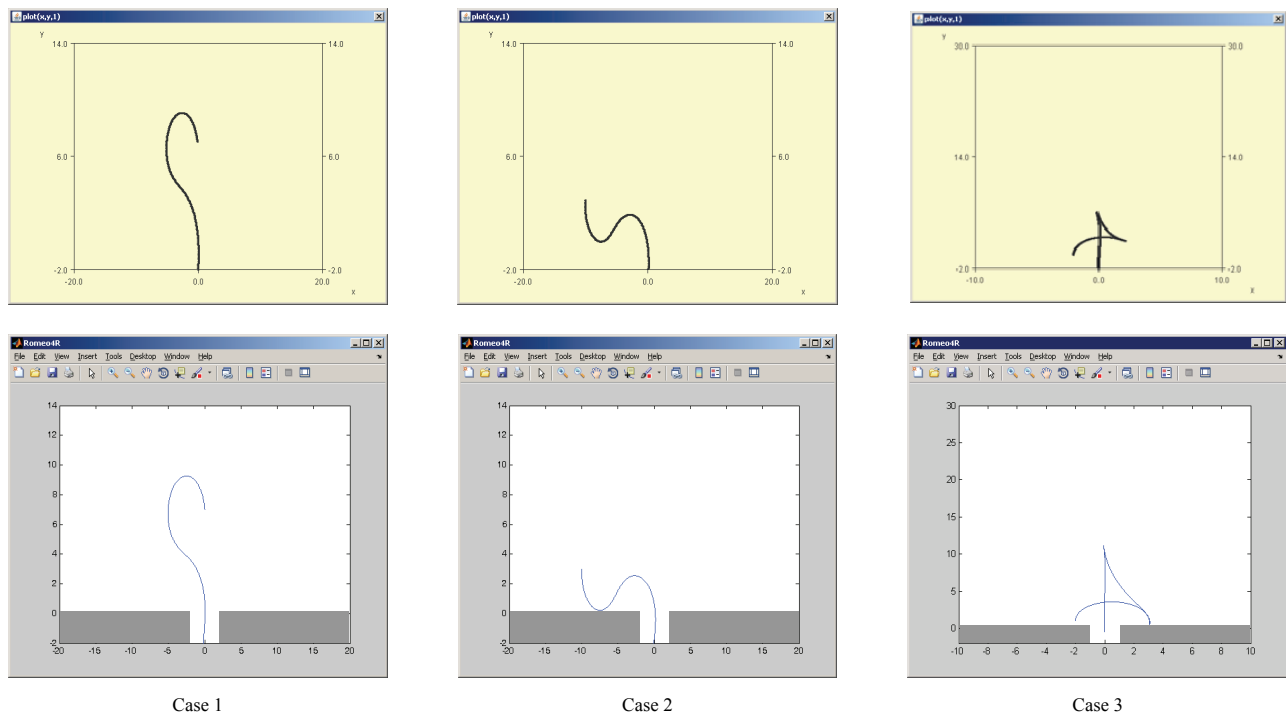 plot(x,y,1)
y
14.0
14.0
6.0
6.0
-2.0
-2.0
-20.0
0.0
20.0
x
plot(x,y,1)
y
14.0
14.0
6.0
6.0
-2.0
-2.0
-20.0
0.0
20.0
x
plot(x,y,1)
y
30.0
30.0
14.0
14.0
-2.0
-2.0
-10.0
0.0
10.0
x
Romeo4R
File Edit View Insert Tools Desktop Window Help
14
12
10
8
6
4
2
0
-2
-20 -15 -10 -5 0 5 10 15 20
Romeo4R
File Edit View Insert Tools Desktop Window Help
14
12
10
8
6
4
2
0
-2
-20 -15 -10 -5 0 5 10 15 20
Romeo4R
File Edit View Insert Tools Desktop Window Help
30
25
20
15
10
5
0
-10 -8 -6 -4 -2 0 2 4 6 8 10
Case 1
Case 2
Case 3